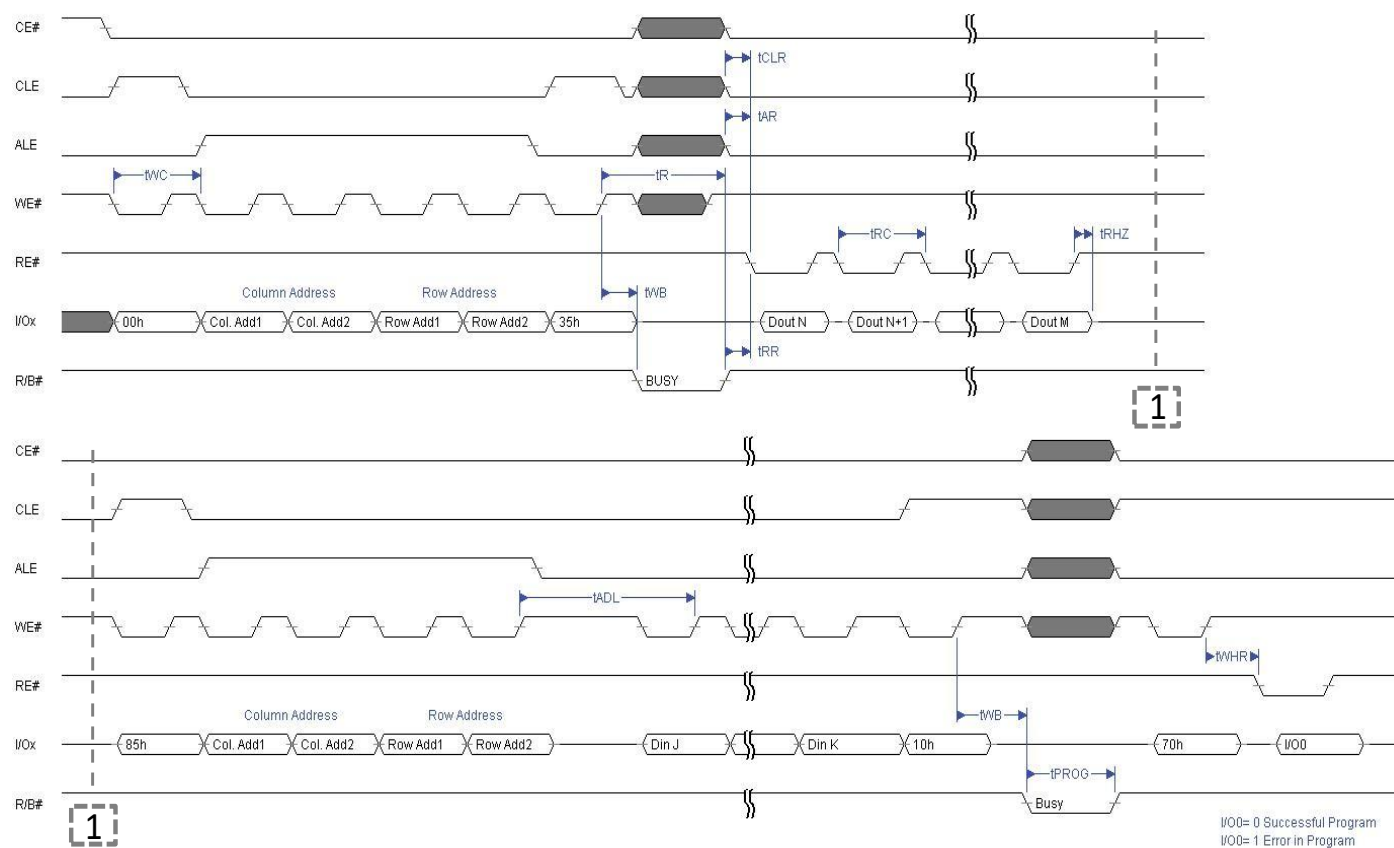 CE#
tCLR
CLE
tAR
ALE
tWC tR
WE#
tRC tRHZ
RE#
Column Address Row Address tWB
I/Ox 00h Col. Add1 Col. Add2 Row Add1 Row Add2 35h Dout N Dout N+1 Dout M
tRR
R/B# BUSY
1
CE#
CLE
ALE
tADL
WE#
tWHR
RE#
Column Address Row Address tWB
I/Ox 85h Col. Add1 Col. Add2 Row Add1 Row Add2 Din J Din K 10h 70h I/O0
tPROG
R/B# Busy
1
I/O0= 0 Successful Program
I/O0= 1 Error in Program